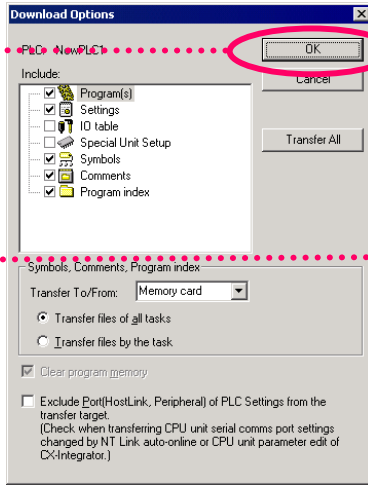 Download Options
PLC: NewPLC1
OK
Include:
Cancel
Program(s)
Settings
IO table
Special Unit Setup
Transfer All
Symbols
Comments
Program index
Symbols, Comments, Program index
Transfer To/From: Memory card
Transfer files of all tasks
Transfer files by the task
Clear program memory
Exclude Port(HostLink, Peripheral) of PLC Settings from the
transfer target.
(Check when transferring CPU unit serial comms port settings
changed by NT Link auto-online or CPU unit parameter edit of
CX-Integrator.)